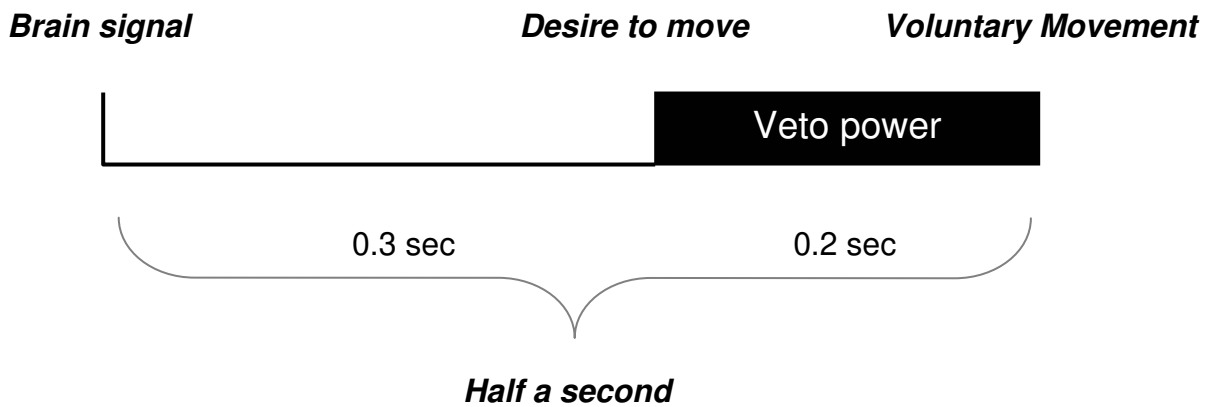 Brain signal Desire to move Voluntary Movement
Veto power
0.3 sec 0.2 sec
Half a second